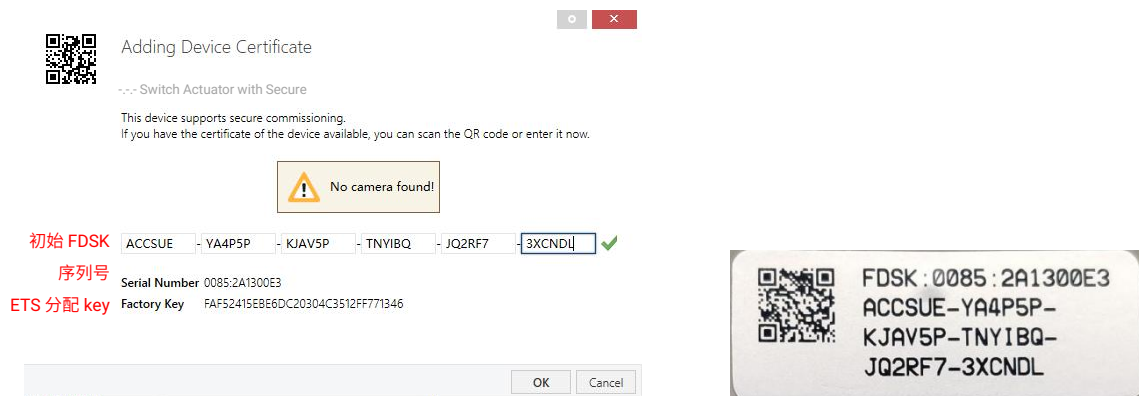 Adding Device Certificate
-.-.- Switch Actuator with Secure
This device supports secure commissioning.
If you have the certificate of the device available, you can scan the QR code or enter it now.
No camera found!
初始 FDSK ACCSUE - YA4P5P - KJAV5P - TNYIBQ - JQ2RF7 - 3XCNDL
序列号 Serial Number 0085:2A1300E3
ETS 分配 key Factory Key FAF52415EBE6DC20304C3512FF771346
OK Cancel
FDSK:0085:2A1300E3
ACCSUE-YA4P5P-
KJAV5P-TNYIBQ-
JQ2RF7-3XCNDL